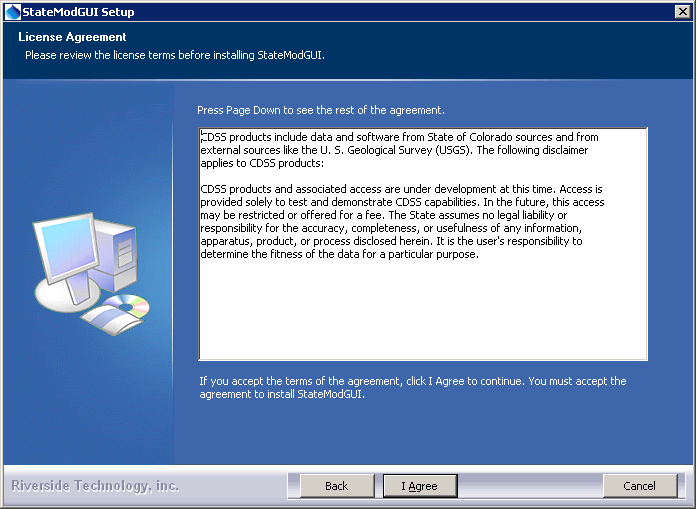 StateModGUI Setup
License Agreement
Please review the license terms before installing StateModGUI.
Press Page Down to see the rest of the agreement.
CDSS products include data and software from State of Colorado sources and from
external sources like the U. S. Geological Survey (USGS). The following disclaimer
applies to CDSS products:
CDSS products and associated access are under development at this time. Access is
provided solely to test and demonstrate CDSS capabilities. In the future, this access
may be restricted or offered for a fee. The State assumes no legal liability or
responsibility for the accuracy, completeness, or usefulness of any information,
apparatus, product, or process disclosed herein. It is the user's responsibility to
determine the fitness of the data for a particular purpose.
If you accept the terms of the agreement, click I Agree to continue. You must accept the
agreement to install StateModGUI.
Riverside Technology, inc.
Back
I Agree
Cancel